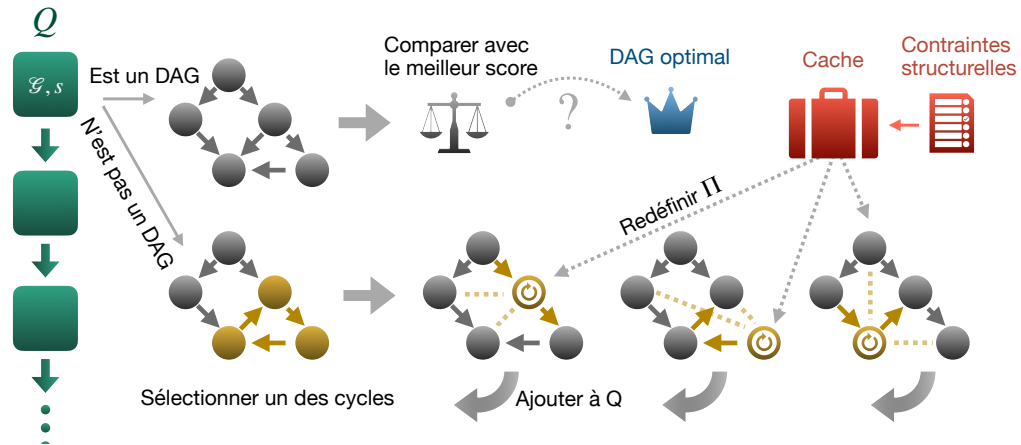 Q
𝒢, s
Est un DAG
N'est pas un DAG
Comparer avec
le meilleur score
?
DAG optimal
Cache
Contraintes
structurelles
Redéfinir Π
Sélectionner un des cycles
Ajouter à Q